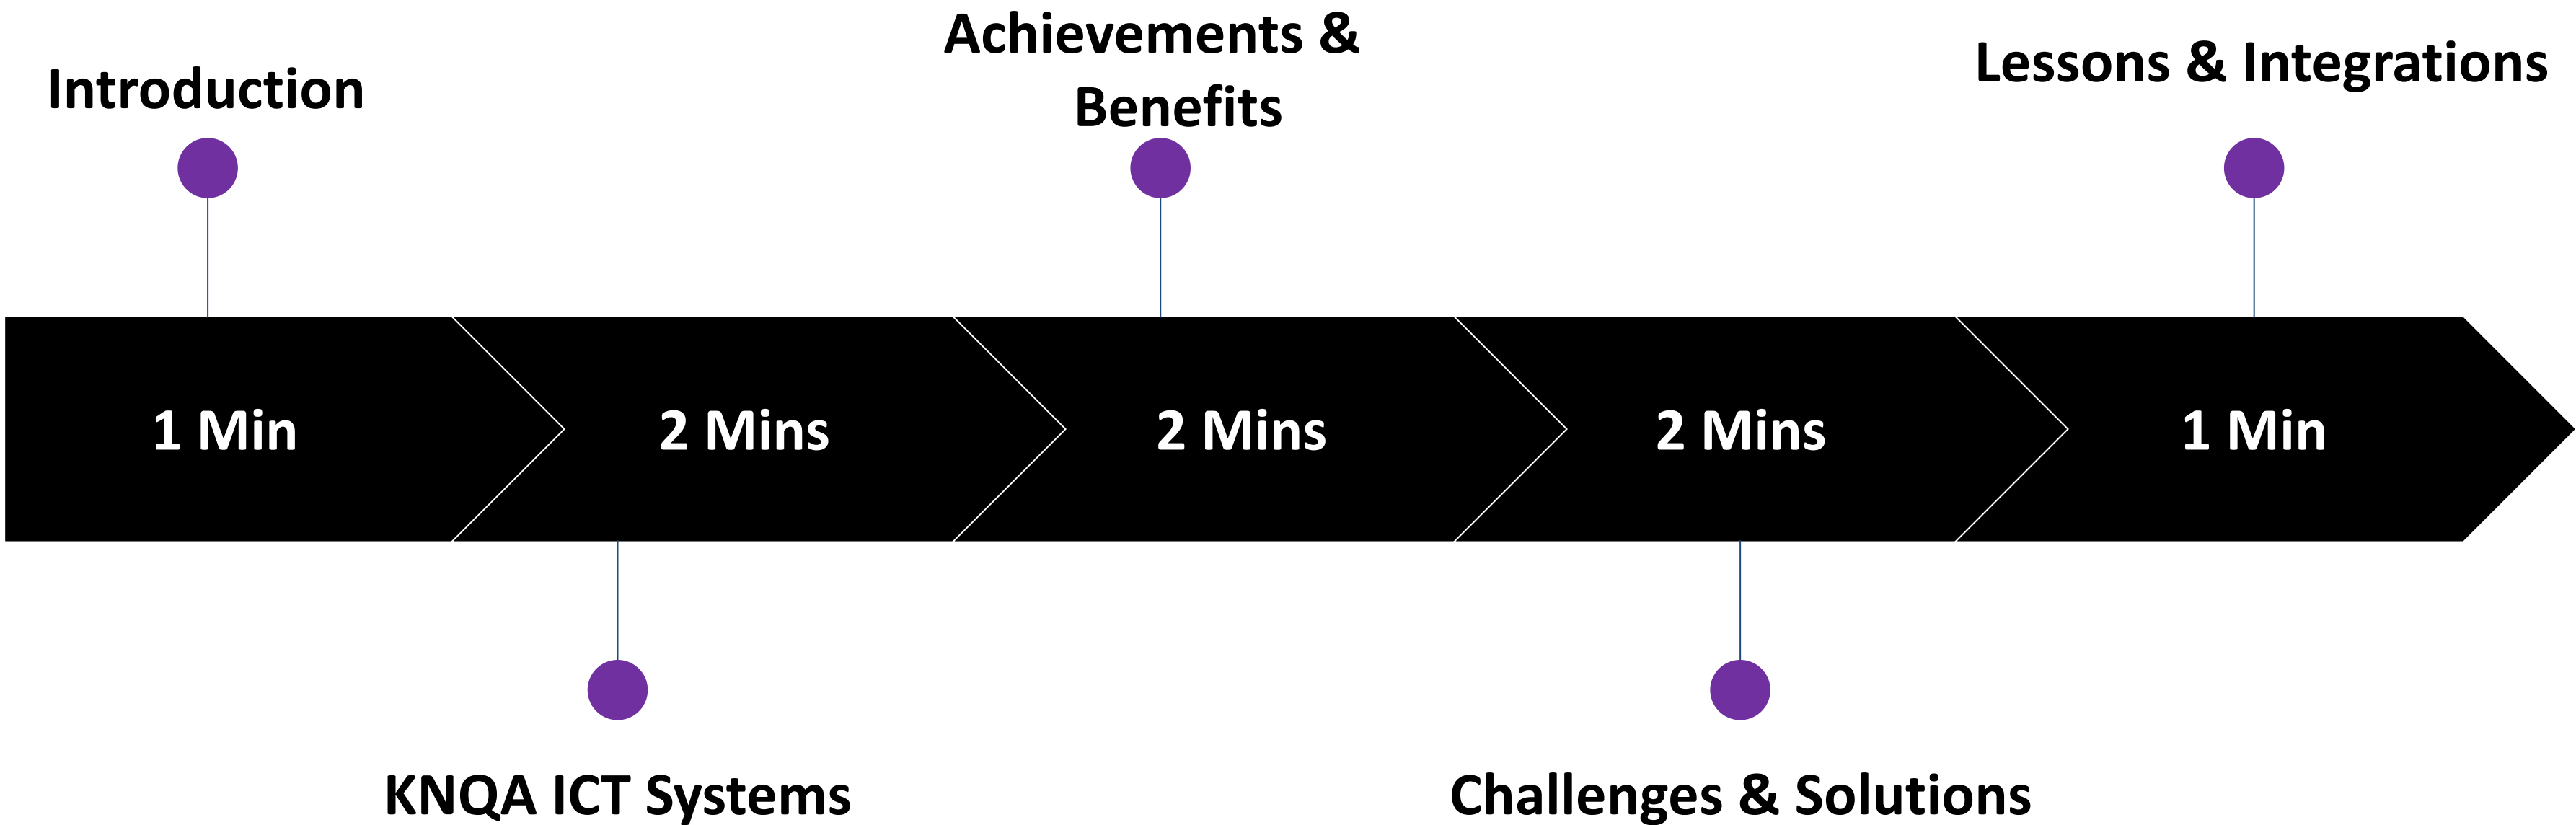 Introduction
Achievements &
Benefits
Lessons & Integrations
1 Min
2 Mins
2 Mins
2 Mins
1 Min
KNQA ICT Systems
Challenges & Solutions